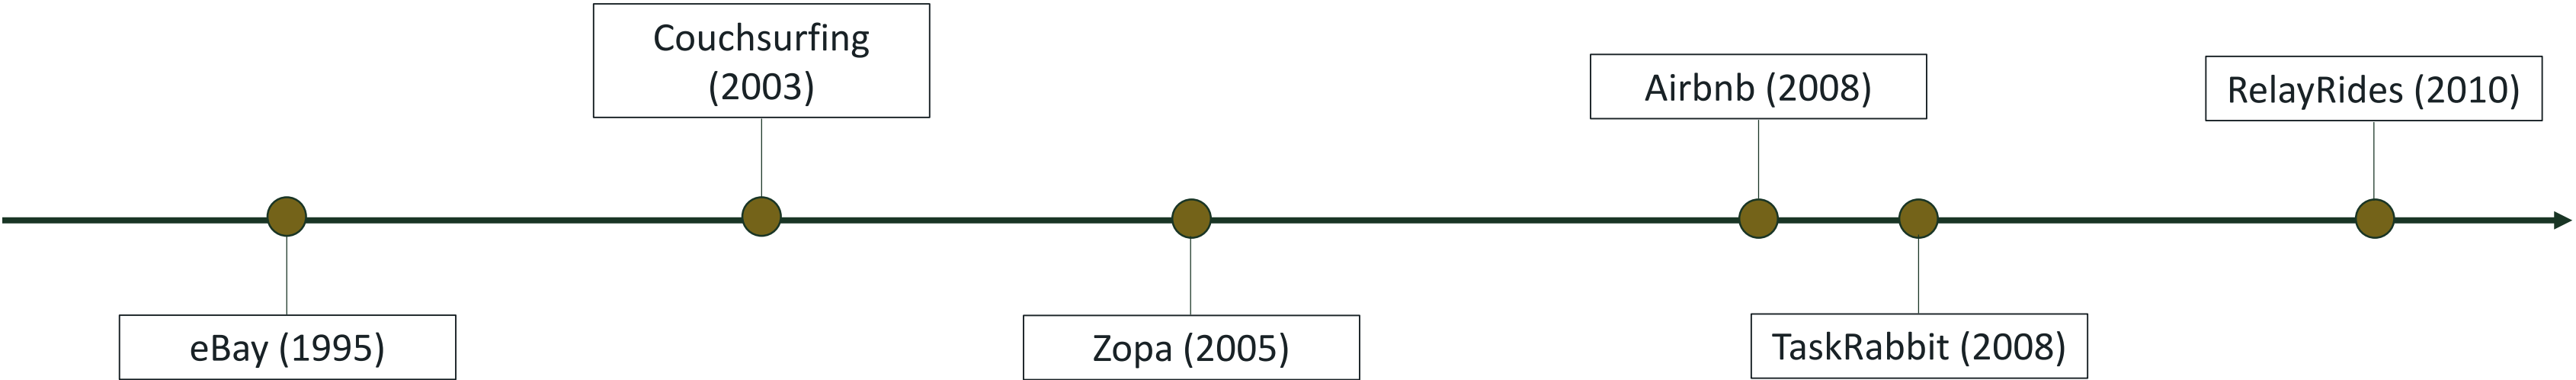 Couchsurfing
(2003)
Airbnb (2008)
RelayRides (2010)
eBay (1995)
Zopa (2005)
TaskRabbit (2008)